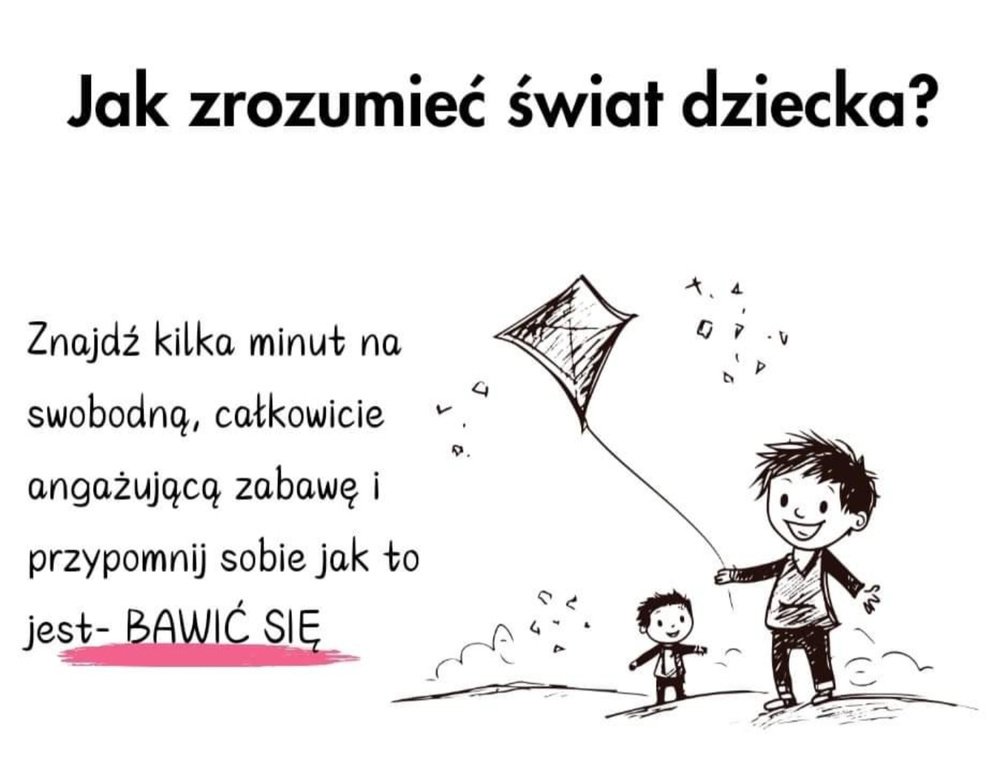 Jak zrozumieć świat dziecka?
Znajdź kilka minut na
swobodną, całkowicie
angażującą zabawę i
przypomnij sobie jak to
jest- BAWIĆ SIĘ